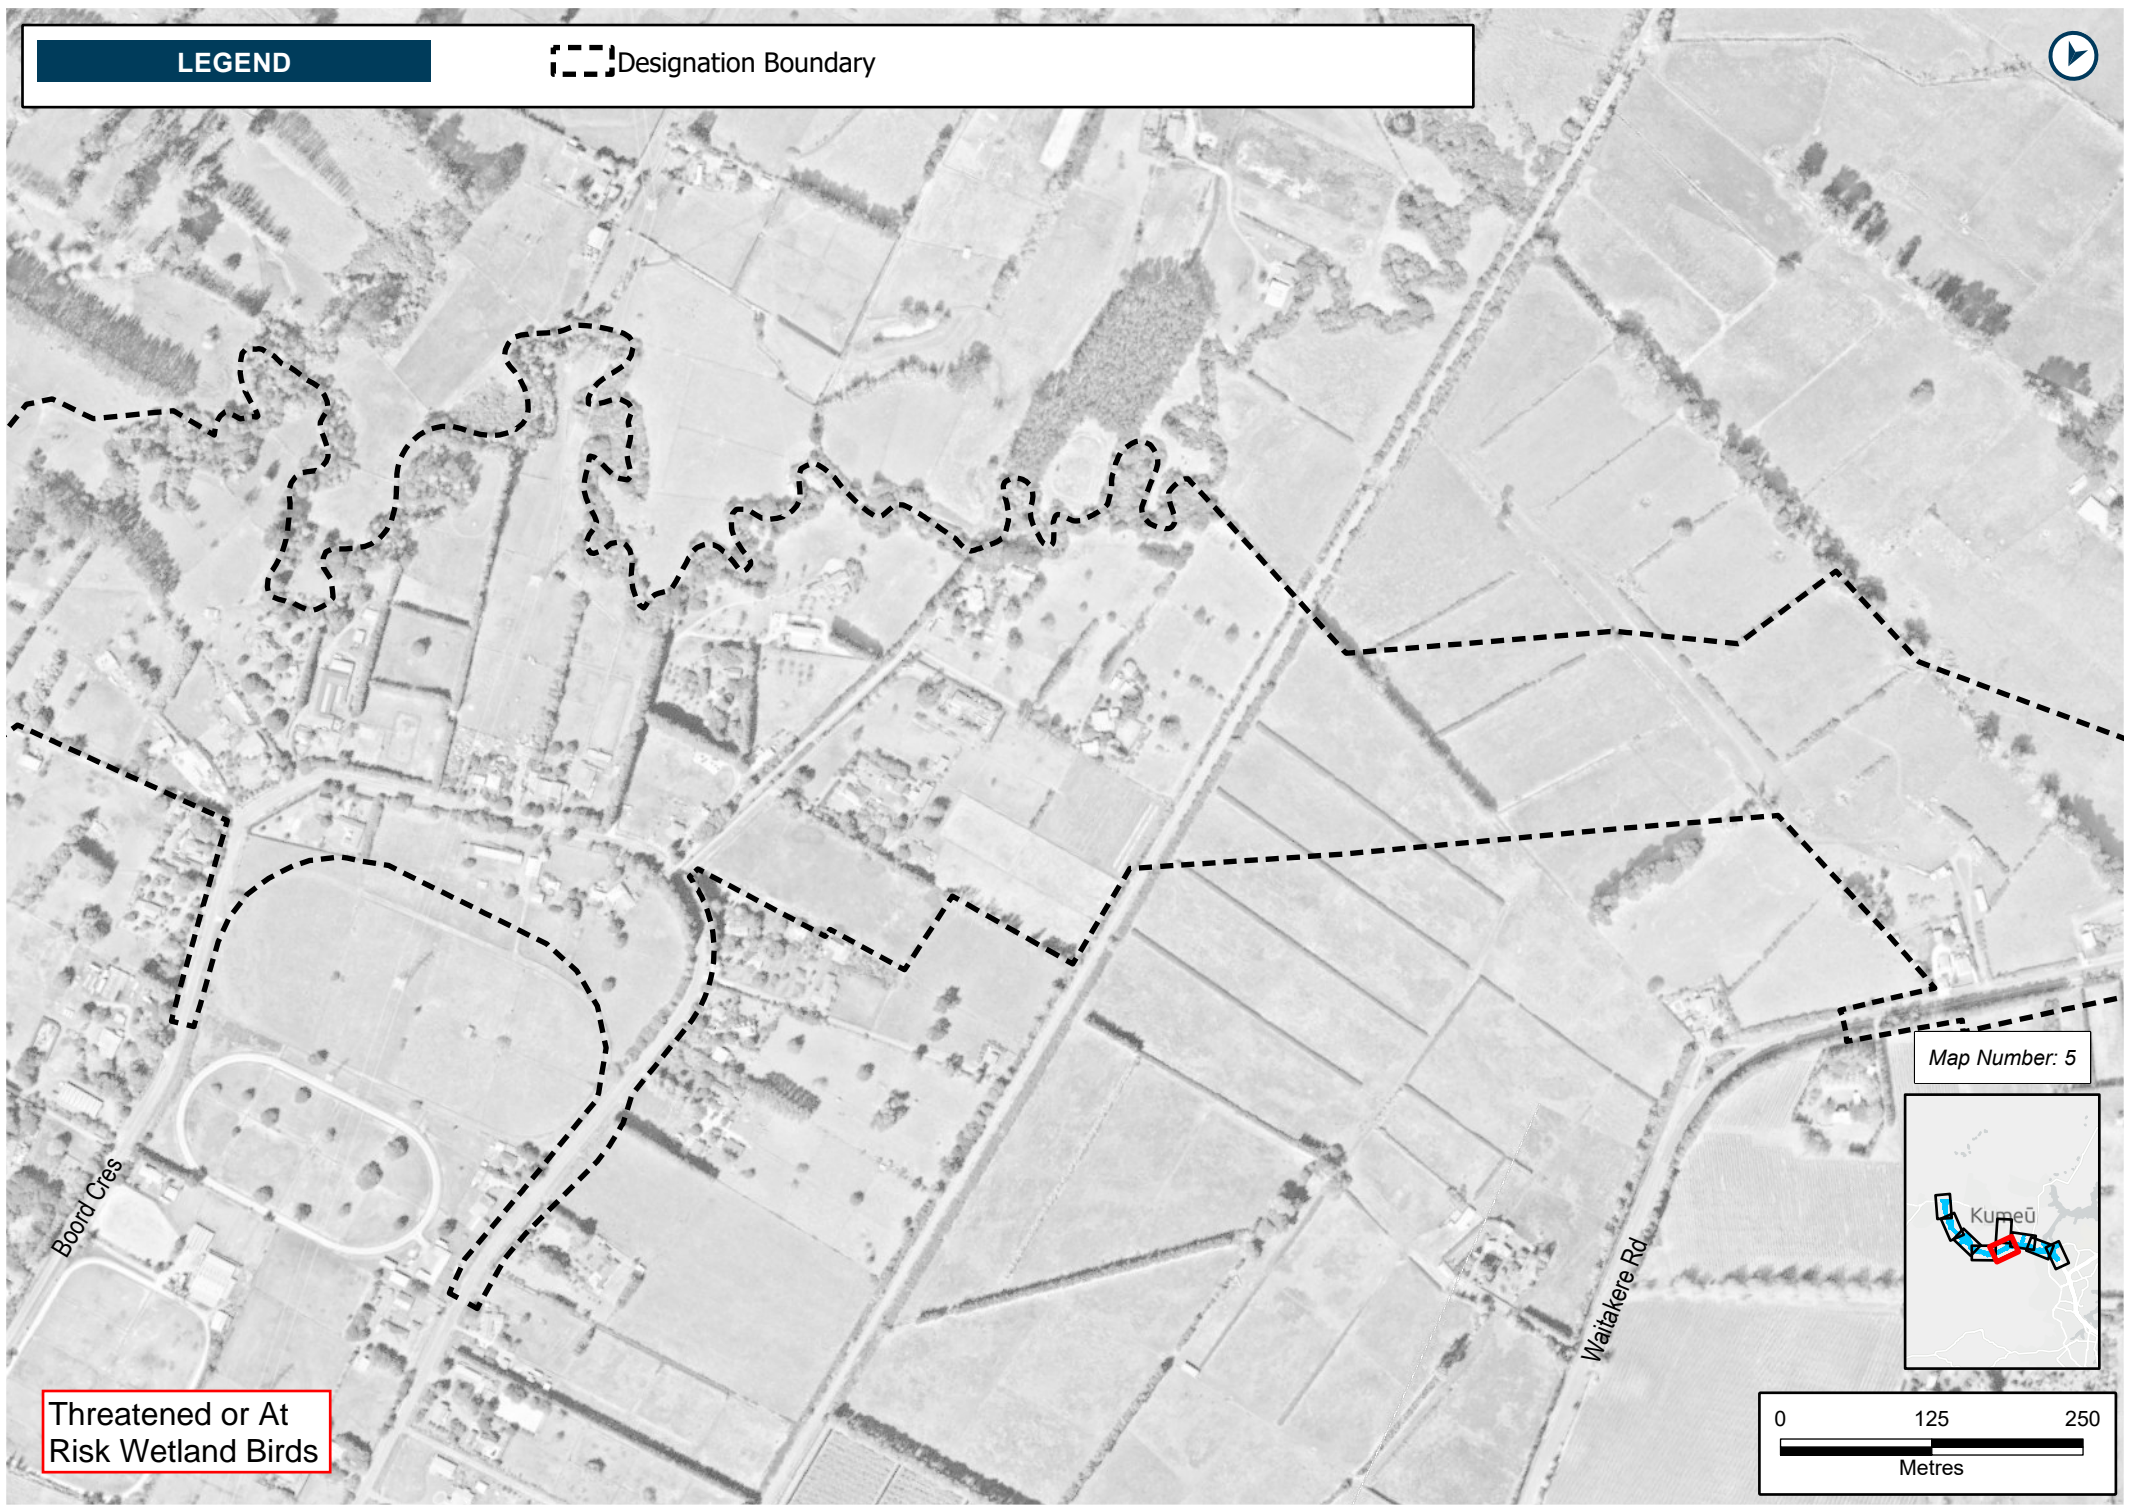 LEGEND
Designation Boundary
Boord Cres
Waitakere Rd
Map Number: 5
Kumeū
0 125 250
Metres
Threatened or At
Risk Wetland Birds